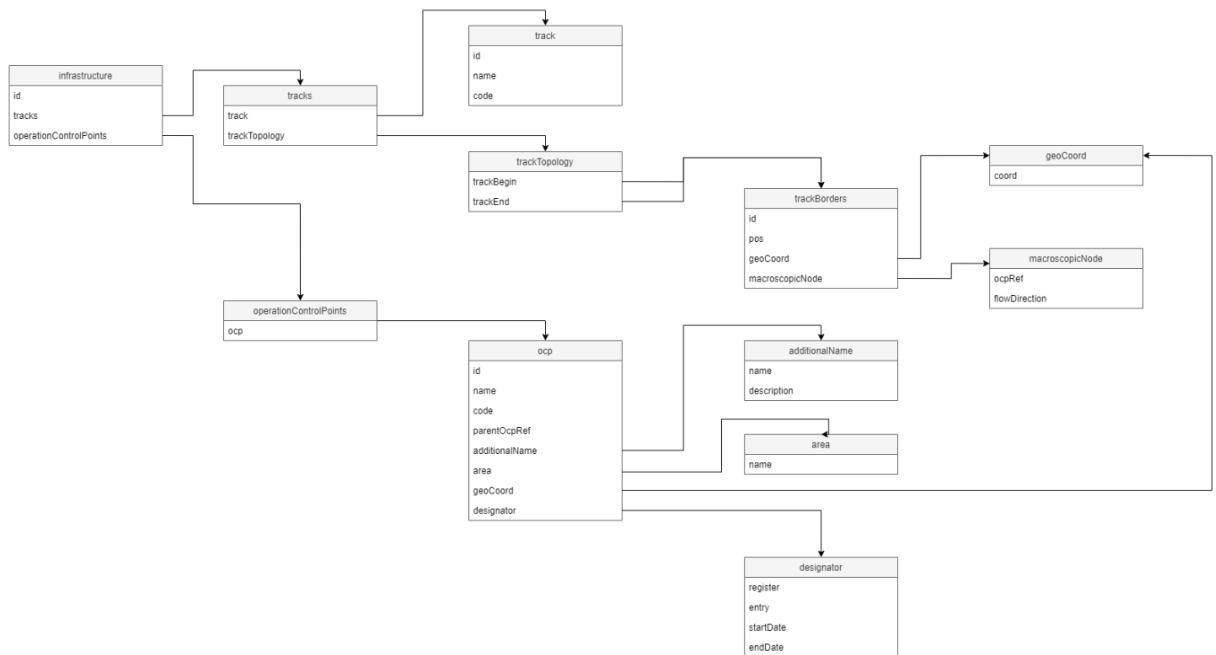 track
id
name
code
infrastructure
id
tracks
operationControlPoints
tracks
track
trackTopology
trackTopology
trackBegin
trackEnd
trackBorders
id
pos
geoCoord
macroscopicNode
geoCoord
coord
macroscopicNode
ocpRef
flowDirection
operationControlPoints
ocp
ocp
id
name
code
parentOcpRef
additionalName
area
geoCoord
designator
additionalName
name
description
area
name
designator
register
entry
startDate
endDate